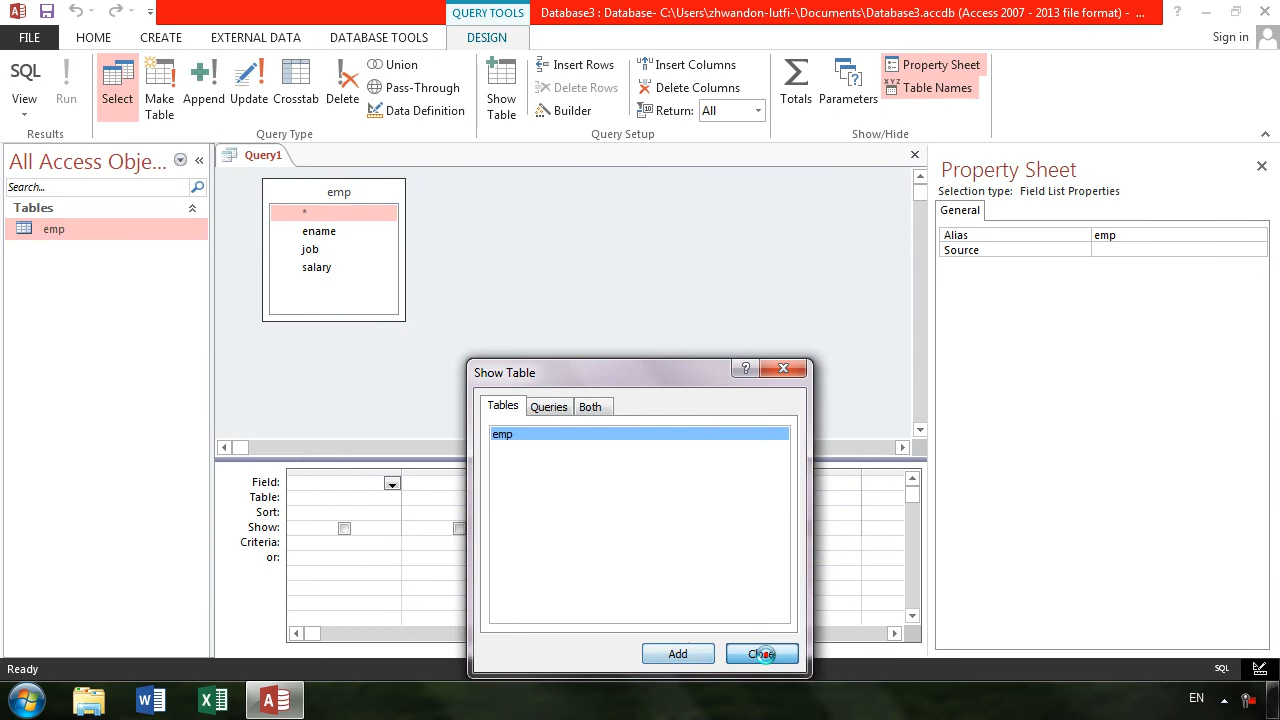 QUERY TOOLS
Database3 : Database- C:\Users\zhwandon-lutfi-\Documents\Database3.accdb (Access 2007 - 2013 file format) - ...
FILE HOME CREATE EXTERNAL DATA DATABASE TOOLS DESIGN Sign in
SQL
View
Run
Select
Make
Table
Append
Update
Crosstab
Delete
Union
Pass-Through
Data Definition
Show
Table
Insert Rows
Delete Rows
Builder
Insert Columns
Delete Columns
Return: All
Totals
Parameters
Property Sheet
XYZ Table Names
Results
Query Type
Query Setup
Show/Hide
All Access Obje...
Search...
Tables
emp
Query1
emp
*
ename
job
salary
Field:
Table:
Sort:
Show:
Criteria:
or:
Show Table
Tables Queries Both
emp
Add
Property Sheet
Selection type: Field List Properties
General
Alias emp
Source
Ready
SQL
EN